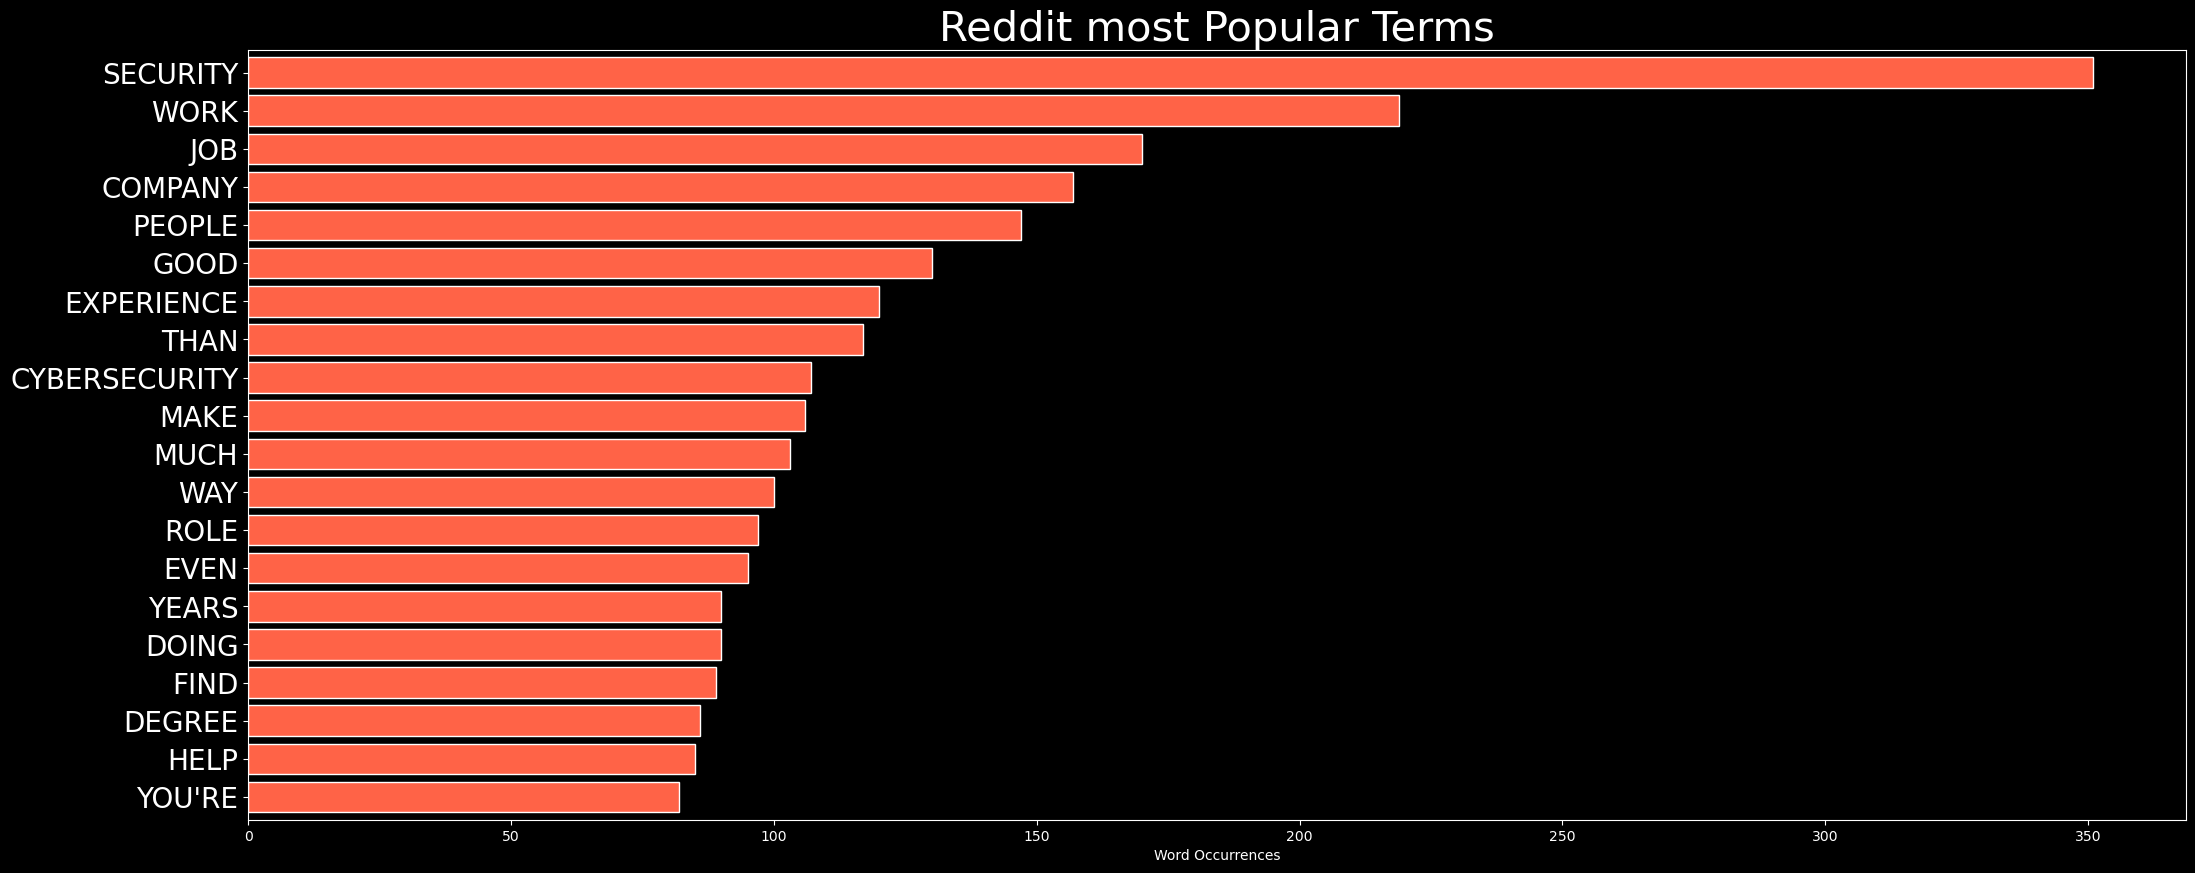 Reddit most Popular Terms
SECURITY
WORK
JOB
COMPANY
PEOPLE
GOOD
EXPERIENCE
THAN
CYBERSECURITY
MAKE
MUCH
WAY
ROLE
EVEN
YEARS
DOING
FIND
DEGREE
HELP
YOU'RE
0 50 100 150 200 250 300 350
Word Occurrences